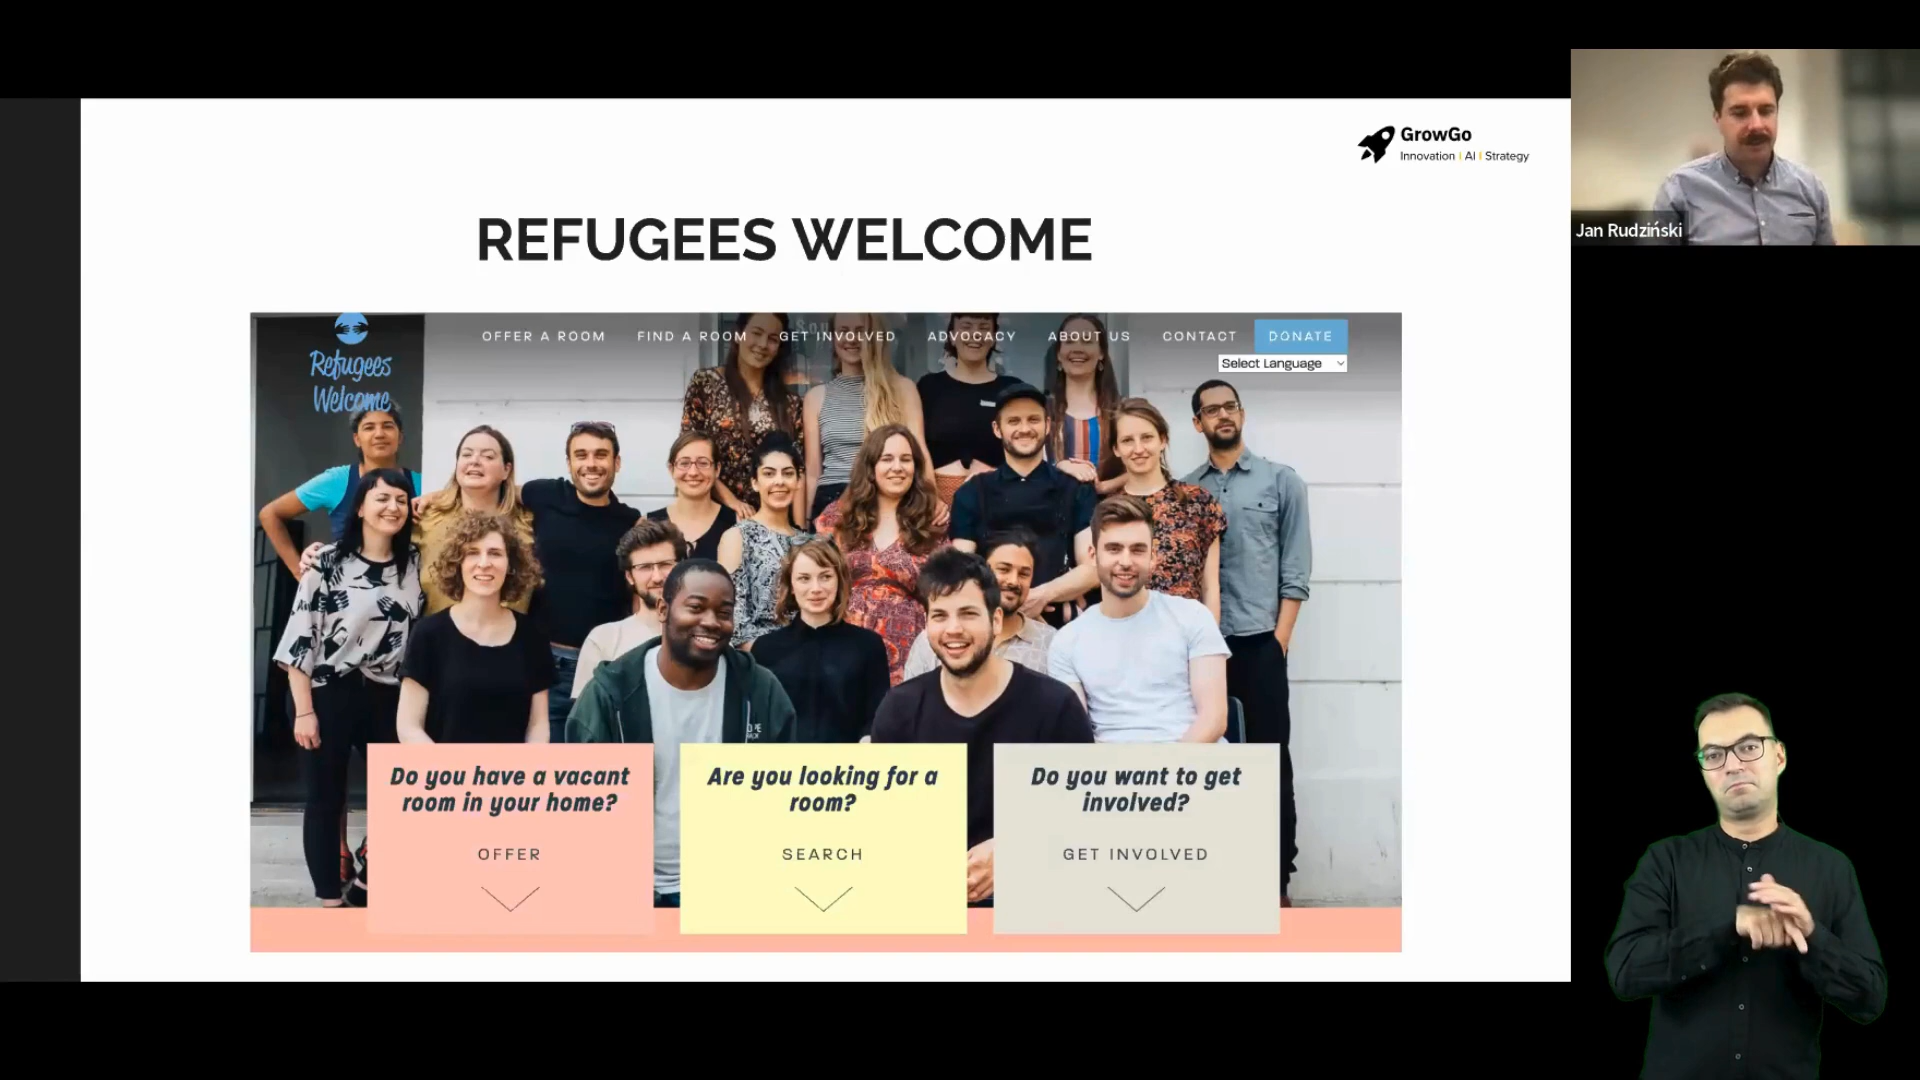 GrowGo
Innovation | AI | Strategy
Jan Rudziński
REFUGEES WELCOME
Refugees
Welcome
OFFER A ROOM
FIND A ROOM
GET INVOLVED
ADVOCACY
ABOUT US
CONTACT
DONATE
Select Language
Do you have a vacant
room in your home?
OFFER
Are you looking for a
room?
SEARCH
Do you want to get
involved?
GET INVOLVED